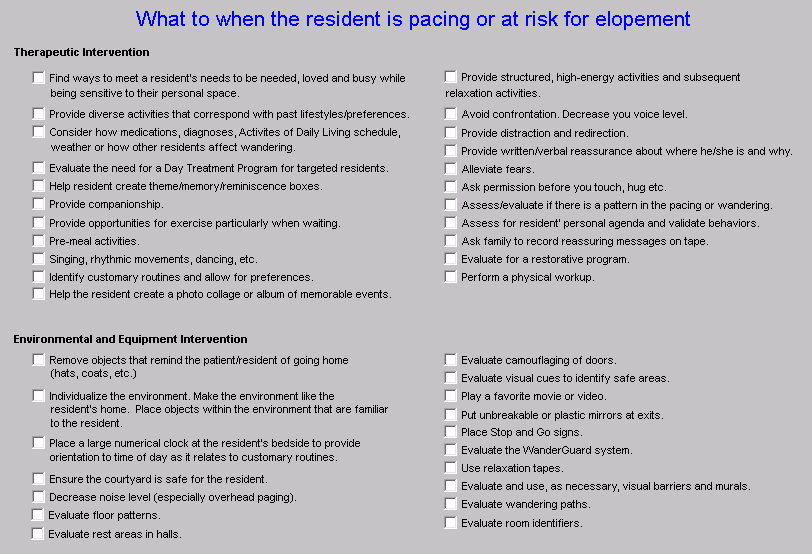 What to when the resident is pacing or at risk for elopement
Therapeutic Intervention
Find ways to meet a resident's needs to be needed, loved and busy while
being sensitive to their personal space.
Provide diverse activities that correspond with past lifestyles/preferences.
Consider how medications, diagnoses, Activites of Daily Living schedule,
weather or how other residents affect wandering.
Evaluate the need for a Day Treatment Program for targeted residents.
Help resident create theme/memory/reminiscence boxes.
Provide companionship.
Provide opportunities for exercise particularly when waiting.
Pre-meal activities.
Singing, rhythmic movements, dancing, etc.
Identify customary routines and allow for preferences.
Help the resident create a photo collage or album of memorable events.
Provide structured, high-energy activities and subsequent
relaxation activities.
Avoid confrontation. Decrease you voice level.
Provide distraction and redirection.
Provide written/verbal reassurance about where he/she is and why.
Alleviate fears.
Ask permission before you touch, hug etc.
Assess/evaluate if there is a pattern in the pacing or wandering.
Assess for resident' personal agenda and validate behaviors.
Ask family to record reassuring messages on tape.
Evaluate for a restorative program.
Perform a physical workup.
Environmental and Equipment Intervention
Remove objects that remind the patient/resident of going home
(hats, coats, etc.)
Individualize the environment. Make the environment like the
resident's home. Place objects within the environment that are familiar
to the resident.
Place a large numerical clock at the resident's bedside to provide
orientation to time of day as it relates to customary routines.
Ensure the courtyard is safe for the resident.
Decrease noise level (especially overhead paging).
Evaluate floor patterns.
Evaluate rest areas in halls.
Evaluate camouflaging of doors.
Evaluate visual cues to identify safe areas.
Play a favorite movie or video.
Put unbreakable or plastic mirrors at exits.
Place Stop and Go signs.
Evaluate the WanderGuard system.
Use relaxation tapes.
Evaluate and use, as necessary, visual barriers and murals.
Evaluate wandering paths.
Evaluate room identifiers.